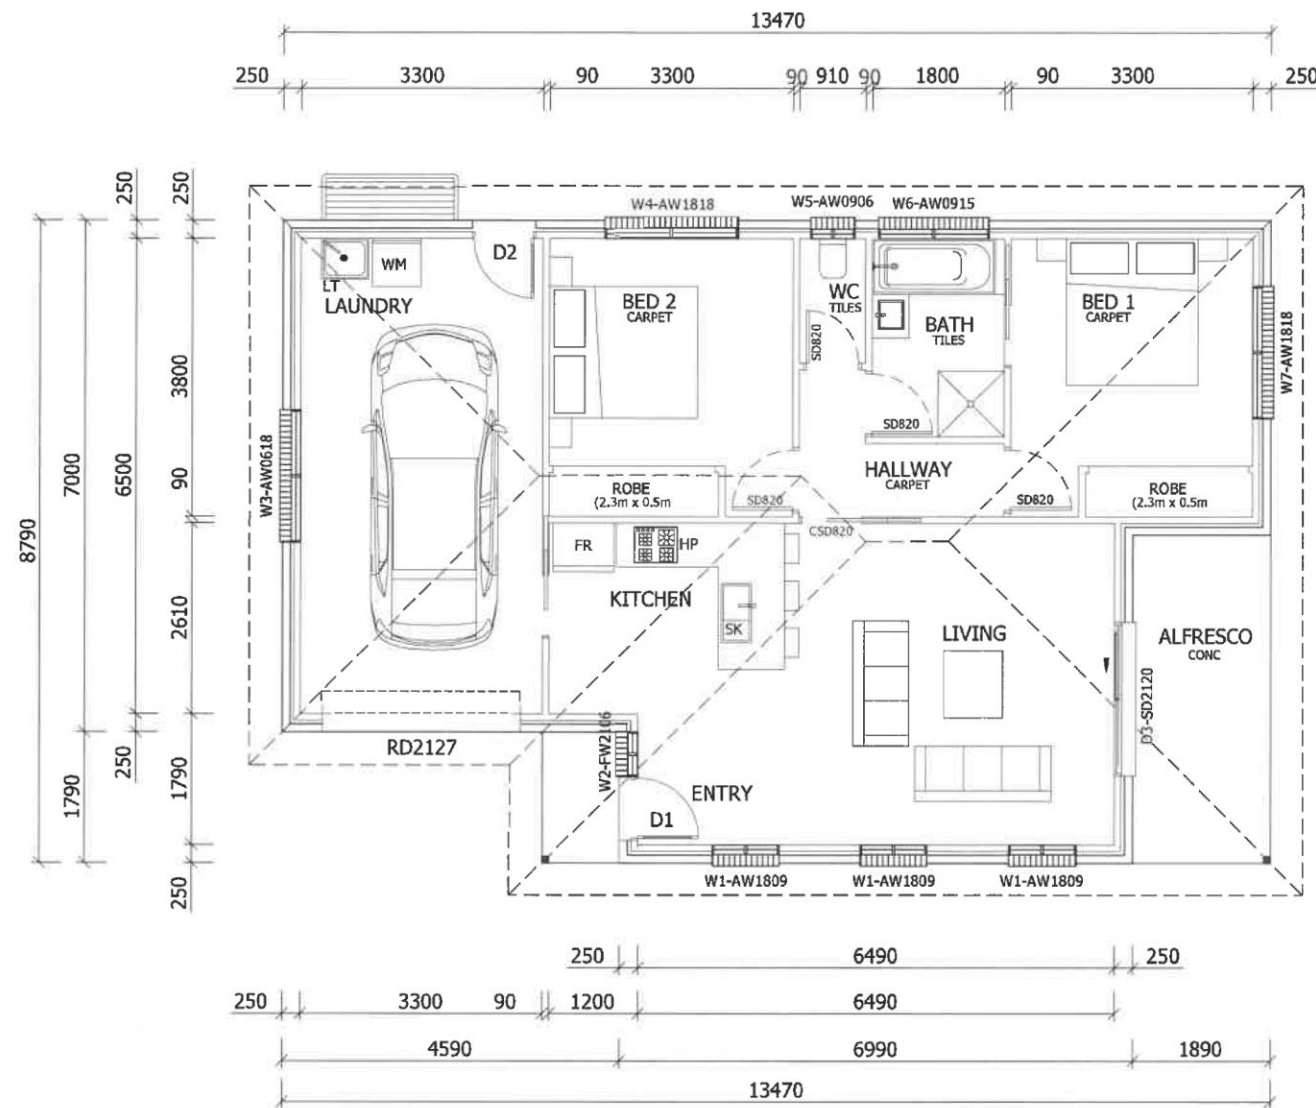 13470
250 3300 90 3300 90 910 90 1800 90 3300 250
W4-AW1818 W5-AW0906 W6-AW0915
250 250
D2
LT WM
LAUNDRY
BED 2
CARPET
WC
TILES
BATH
TILES
BED 1
CARPET
SD820
W7-AW1818
3800
SD820
W3-AW0618
8790 7000 6500 90
HALLWAY
CARPET
ROBE
(2.3m x 0.5m
SD820
SD820
ROBE
(2.3m x 0.5m
CSD820
FR HP
KITCHEN
SK
LIVING
ALFRESCO
CONC
2610
D3-SD2120
RD2127
W2-FW2106
ENTRY
D1
1790 250 1790
250
W1-AW1809 W1-AW1809 W1-AW1809
250 6490 250
250 3300 90 1200 6490
4590 6990 1890
13470